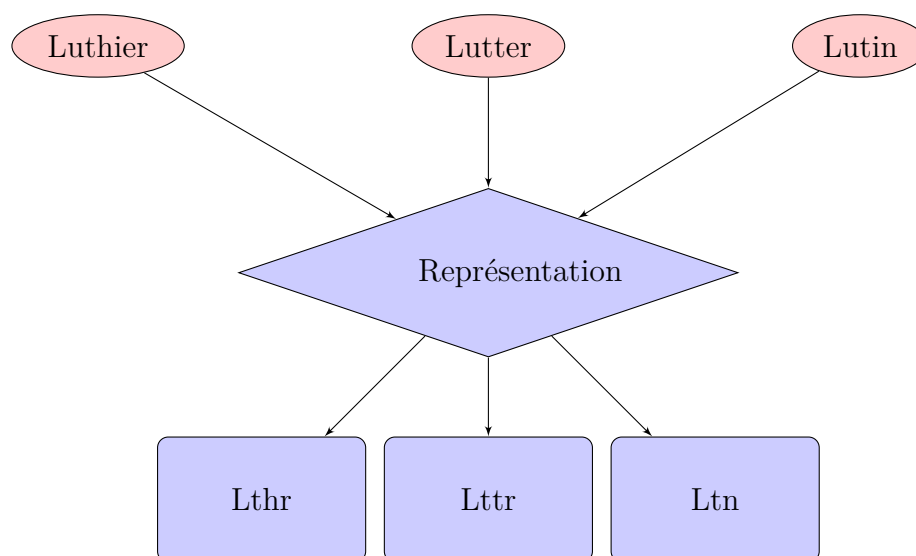 Luthier
Lutter
Lutin
Représentation
Lthr
Lttr
Ltn